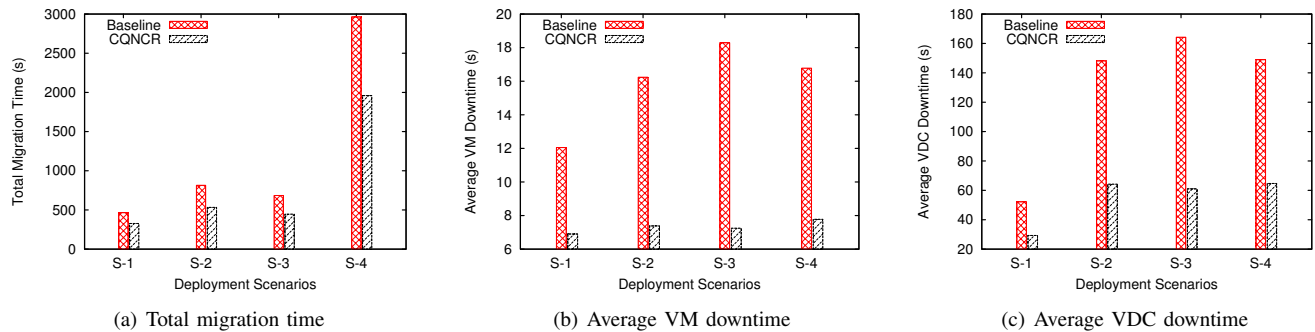 3000
2500
2000
1500
1000
500
0
Total Migration Time (s)
Baseline
CQNCR
S-1 S-2 S-3 S-4
Deployment Scenarios
(a) Total migration time
20
18
16
14
12
10
8
6
Average VM Downtime (s)
Baseline
CQNCR
S-1 S-2 S-3 S-4
Deployment Scenarios
(b) Average VM downtime
180
160
140
120
100
80
60
40
20
Average VDC Downtime (s)
Baseline
CQNCR
S-1 S-2 S-3 S-4
Deployment Scenarios
(c) Average VDC downtime